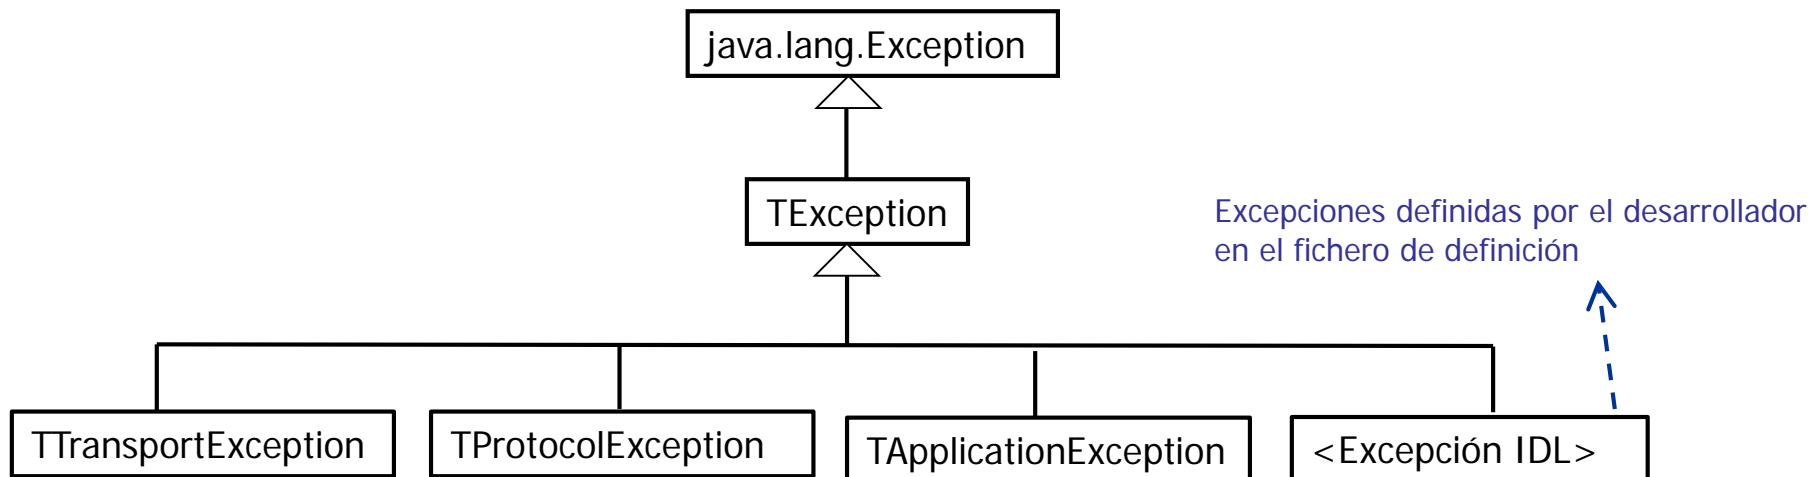 java.lang.Exception
TException
Excepciones definidas por el desarrollador
en el fichero de definición
TTransportException
TProtocolException
TApplicationException
<Excepción IDL>